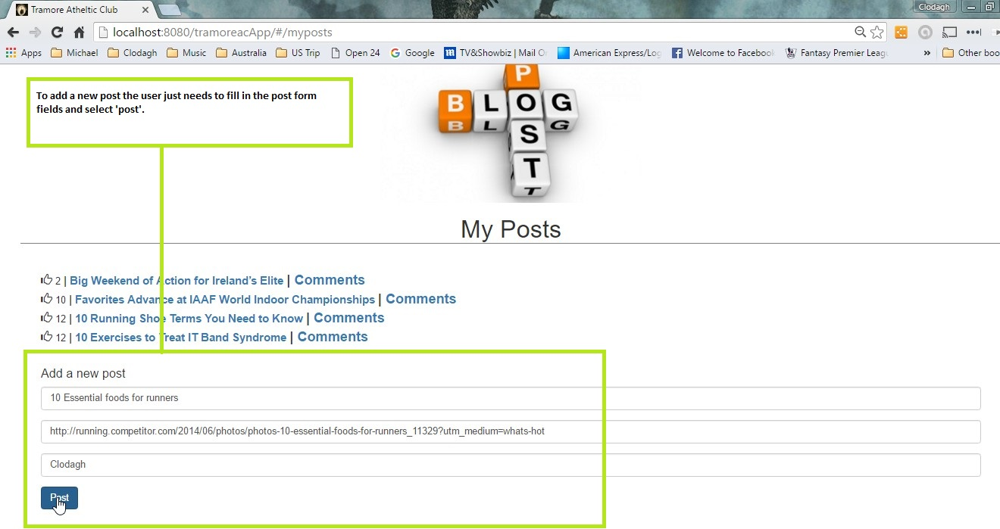 Tramore Atheltic Club
Clodagh
localhost:8080/tramoreacApp/#/myposts
Apps Michael Clodagh Music Australia US Trip Open 24 Google TV&Showbiz | Mail Or American Express/Log Welcome to Facebook Fantasy Premier Leagu » Other boo
To add a new post the user just needs to fill in the post form
fields and select 'post'.
BLOG
POST
My Posts
2 | Big Weekend of Action for Ireland's Elite | Comments
10 | Favorites Advance at IAAF World Indoor Championships | Comments
12 | 10 Running Shoe Terms You Need to Know | Comments
12 | 10 Exercises to Treat IT Band Syndrome | Comments
Add a new post
10 Essential foods for runners
http://running.competitor.com/2014/06/photos/photos-10-essential-foods-for-runners_11329?utm_medium=whats-hot
Clodagh
Post